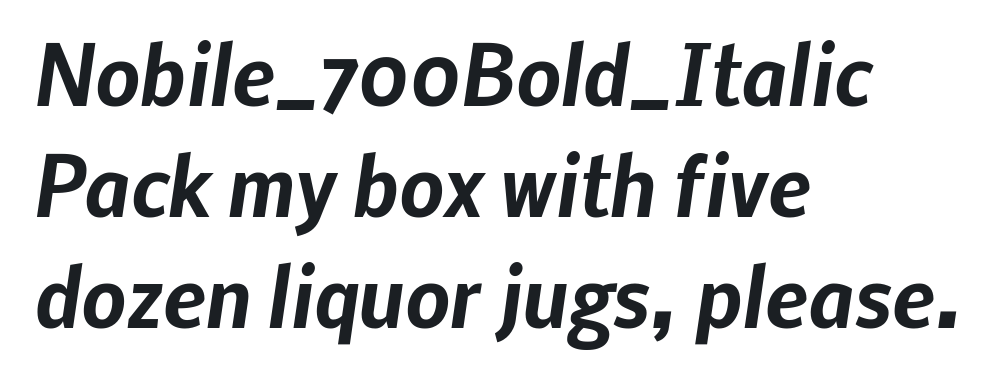 Nobile_700Bold_Italic
Pack my box with five
dozen liquor jugs, please.